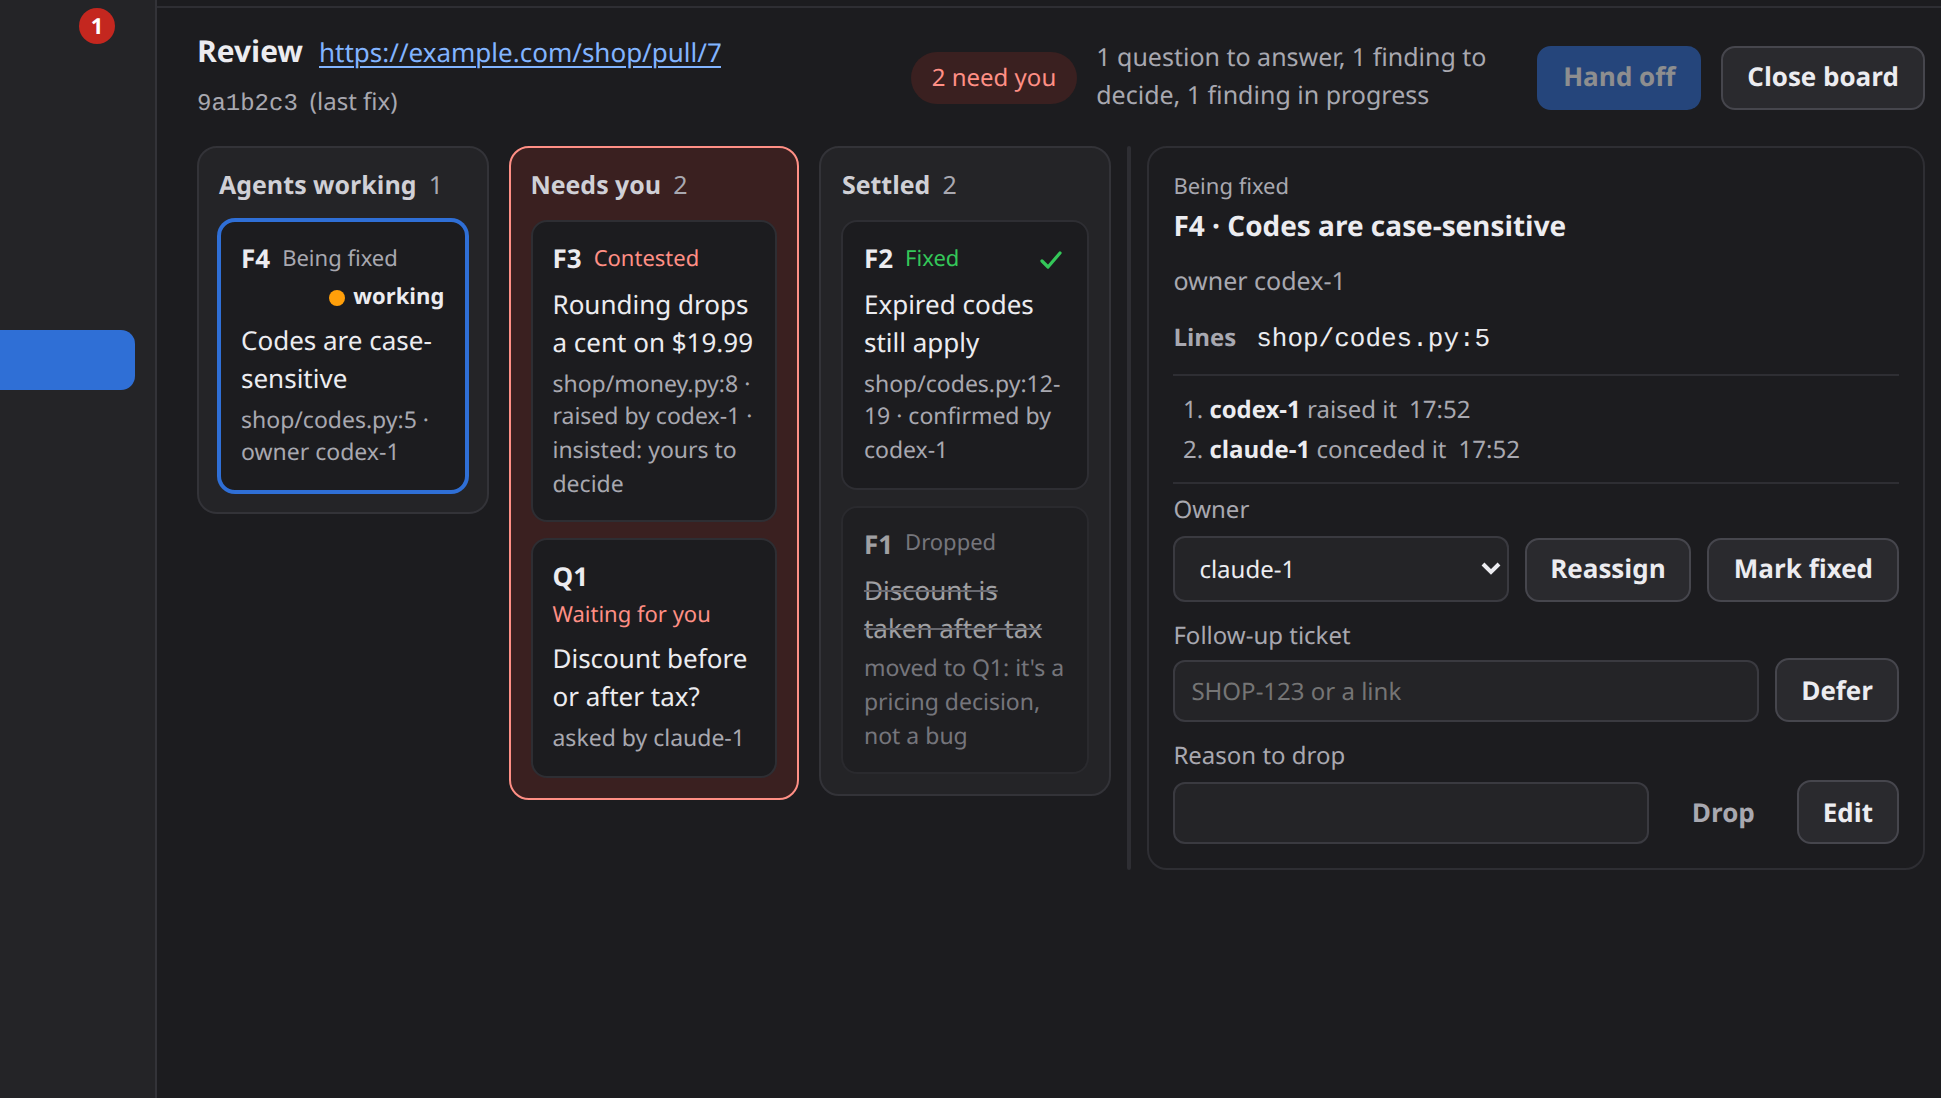 1
Review https://example.com/shop/pull/7
9a1b2c3 (last fix)
2 need you
1 question to answer, 1 finding to
decide, 1 finding in progress
Hand off
Close board
Agents working 1
F4 Being fixed
working
Codes are case-
sensitive
shop/codes.py:5 ·
owner codex-1
Needs you 2
F3 Contested
Rounding drops
a cent on $19.99
shop/money.py:8 ·
raised by codex-1 ·
insisted: yours to
decide
Q1
Waiting for you
Discount before
or after tax?
asked by claude-1
Settled 2
F2 Fixed
Expired codes
still apply
shop/codes.py:12-
19 · confirmed by
codex-1
F1 Dropped
Discount is
taken after tax
moved to Q1: it's a
pricing decision,
not a bug
Being fixed
F4 · Codes are case-sensitive
owner codex-1
Lines shop/codes.py:5
1. codex-1 raised it 17:52
2. claude-1 conceded it 17:52
Owner
claude-1
Reassign
Mark fixed
Follow-up ticket
SHOP-123 or a link
Defer
Reason to drop
Drop
Edit